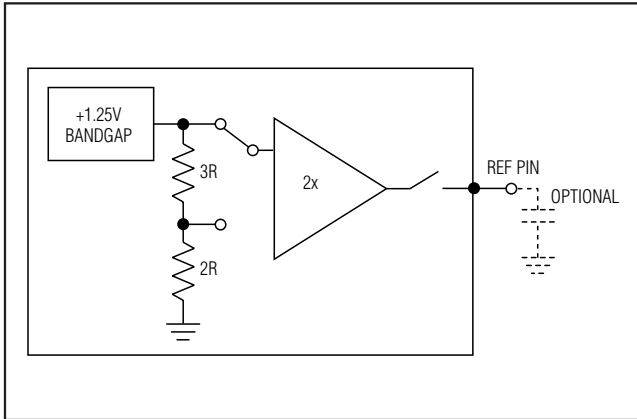 +1.25V
BANDGAP
3R
2R
2x
REF PIN
OPTIONAL